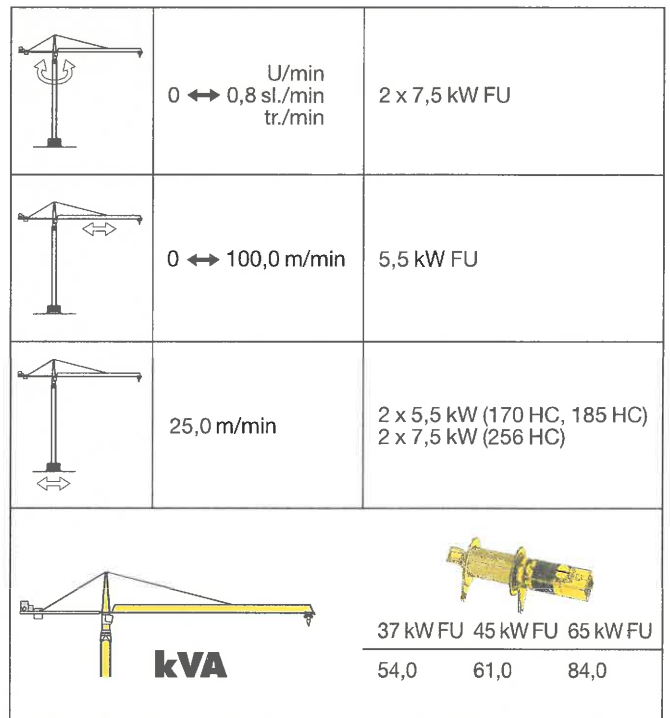 U/min
0 ↔ 0,8 sl./min
tr./min
2 x 7,5 kW FU
0 ↔ 100,0 m/min
5,5 kW FU
25,0 m/min
2 x 5,5 kW (170 HC, 185 HC)
2 x 7,5 kW (256 HC)
37 kW FU 45 kW FU 65 kW FU
kVA
54,0 61,0 84,0